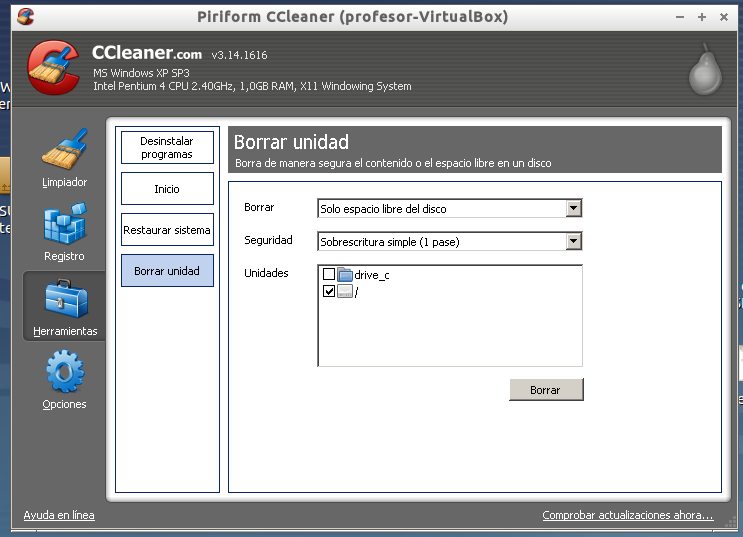 Piriform CCleaner (profesor-VirtualBox)
CCleaner.com v3.14.1616
MS Windows XP SP3
Intel Pentium 4 CPU 2.40GHz, 1,0GB RAM, X11 Windowing System
Limpiador
Registro
Herramientas
Opciones
Desinstalar
programas
Inicio
Restaurar sistema
Borrar unidad
Borrar unidad
Borra de manera segura el contenido o el espacio libre en un disco
Borrar Solo espacio libre del disco
Seguridad Sobrescritura simple (1 pase)
Unidades drive_c
/
Borrar
Ayuda en línea Comprobar actualizaciones ahora...